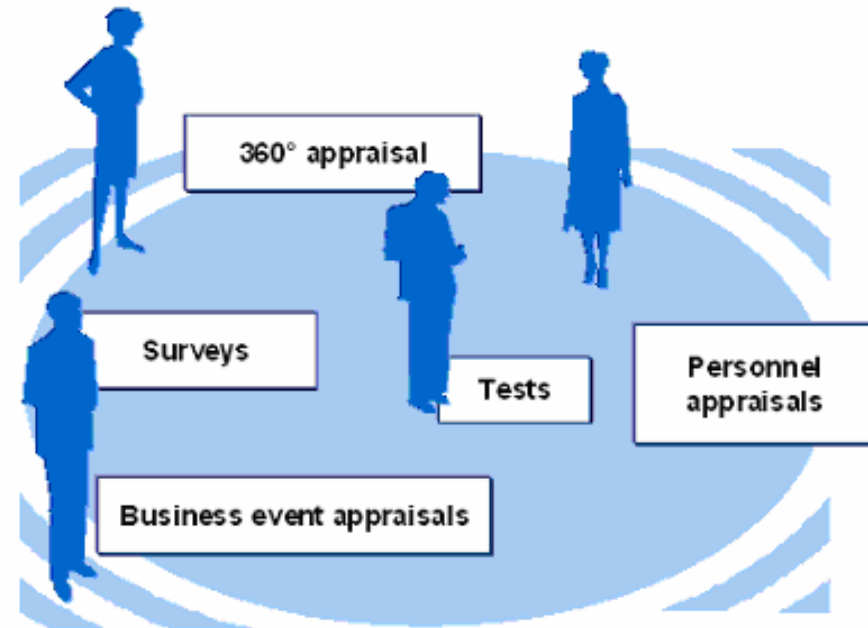 360° appraisal
Surveys
Tests
Personnel
appraisals
Business event appraisals